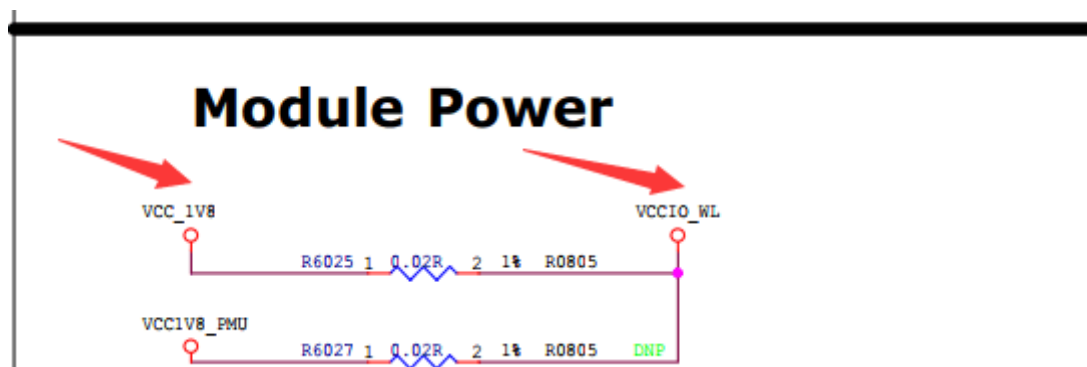 Module Power
VCC_1V8 VCCIO_WL
R6025 1 0.02R 2 1% R0805
VCC1V8_PMU
R6027 1 0.02R 2 1% R0805 DNP